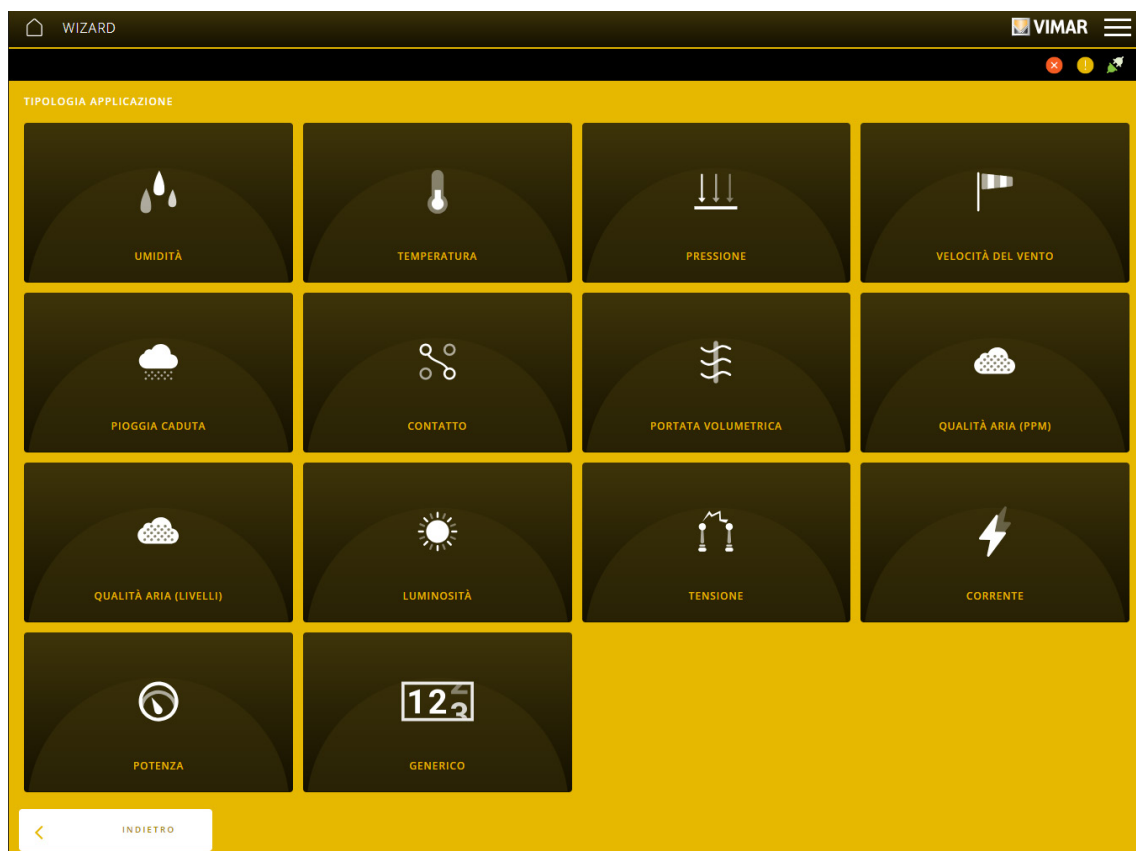 WIZARD
VIMAR
TIPOLOGIA APPLICAZIONE
UMIDITÀ
TEMPERATURA
PRESSIONE
VELOCITÀ DEL VENTO
PIOGGIA CADUTA
CONTATTO
PORTATA VOLUMETRICA
QUALITÀ ARIA (PPM)
QUALITÀ ARIA (LIVELLI)
LUMINOSITÀ
TENSIONE
CORRENTE
123
POTENZA
GENERICO
INDIETRO